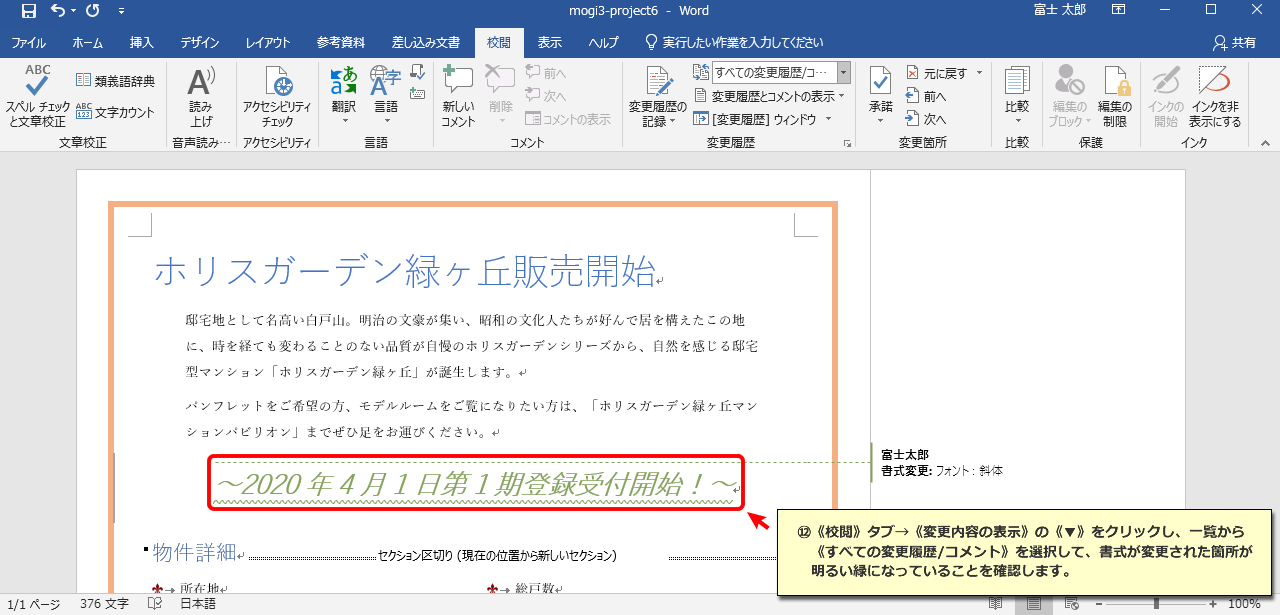 mogi3-project6 - Word
富士 太郎
ファイル ホーム 挿入 デザイン レイアウト 参考資料 差し込み文書 校閲 表示 ヘルプ 実行したい作業を入力してください 共有
ABC
スペル チェック
と文章校正
類義語辞典
ABC
123
文字カウント
文章校正
A
読み
上げ
音声読み…
アクセシビリティ
チェック
アクセシビリティ
あ
a
翻訳
A字
言語
言語
新しい
コメント
削除
前へ
次へ
コメントの表示
コメント
変更履歴の
記録
すべての変更履歴/コ…
変更履歴とコメントの表示
[変更履歴] ウィンドウ
変更履歴
承諾
元に戻す
前へ
次へ
変更箇所
比較
比較
編集の
ブロック
編集の
制限
保護
インクの
開始
インクを非
表示にする
インク
ホリスガーデン緑ヶ丘販売開始
邸宅地として名高い白戸山。明治の文豪が集い、昭和の文化人たちが好んで居を構えたこの地
に、時を経ても変わることのない品質が自慢のホリスガーデンシリーズから、自然を感じる邸宅
型マンション「ホリスガーデン緑ヶ丘」が誕生します。
パンフレットをご希望の方、モデルルームをご覧になりたい方は、「ホリスガーデン緑ヶ丘マン
ションパビリオン」までぜひ足をお運びください。
～2020 年 4 月 1 日第 1 期登録受付開始！～
富士太郎
書式変更: フォント : 斜体
⑫《校閲》タブ→《変更内容の表示》の《▼》をクリックし、一覧から
《すべての変更履歴/コメント》を選択して、書式が変更された箇所が
明るい緑になっていることを確認します。
物件詳細
セクション区切り (現在の位置から新しいセクション)
所在地 総戸数
1/1 ページ 376 文字 日本語 100%